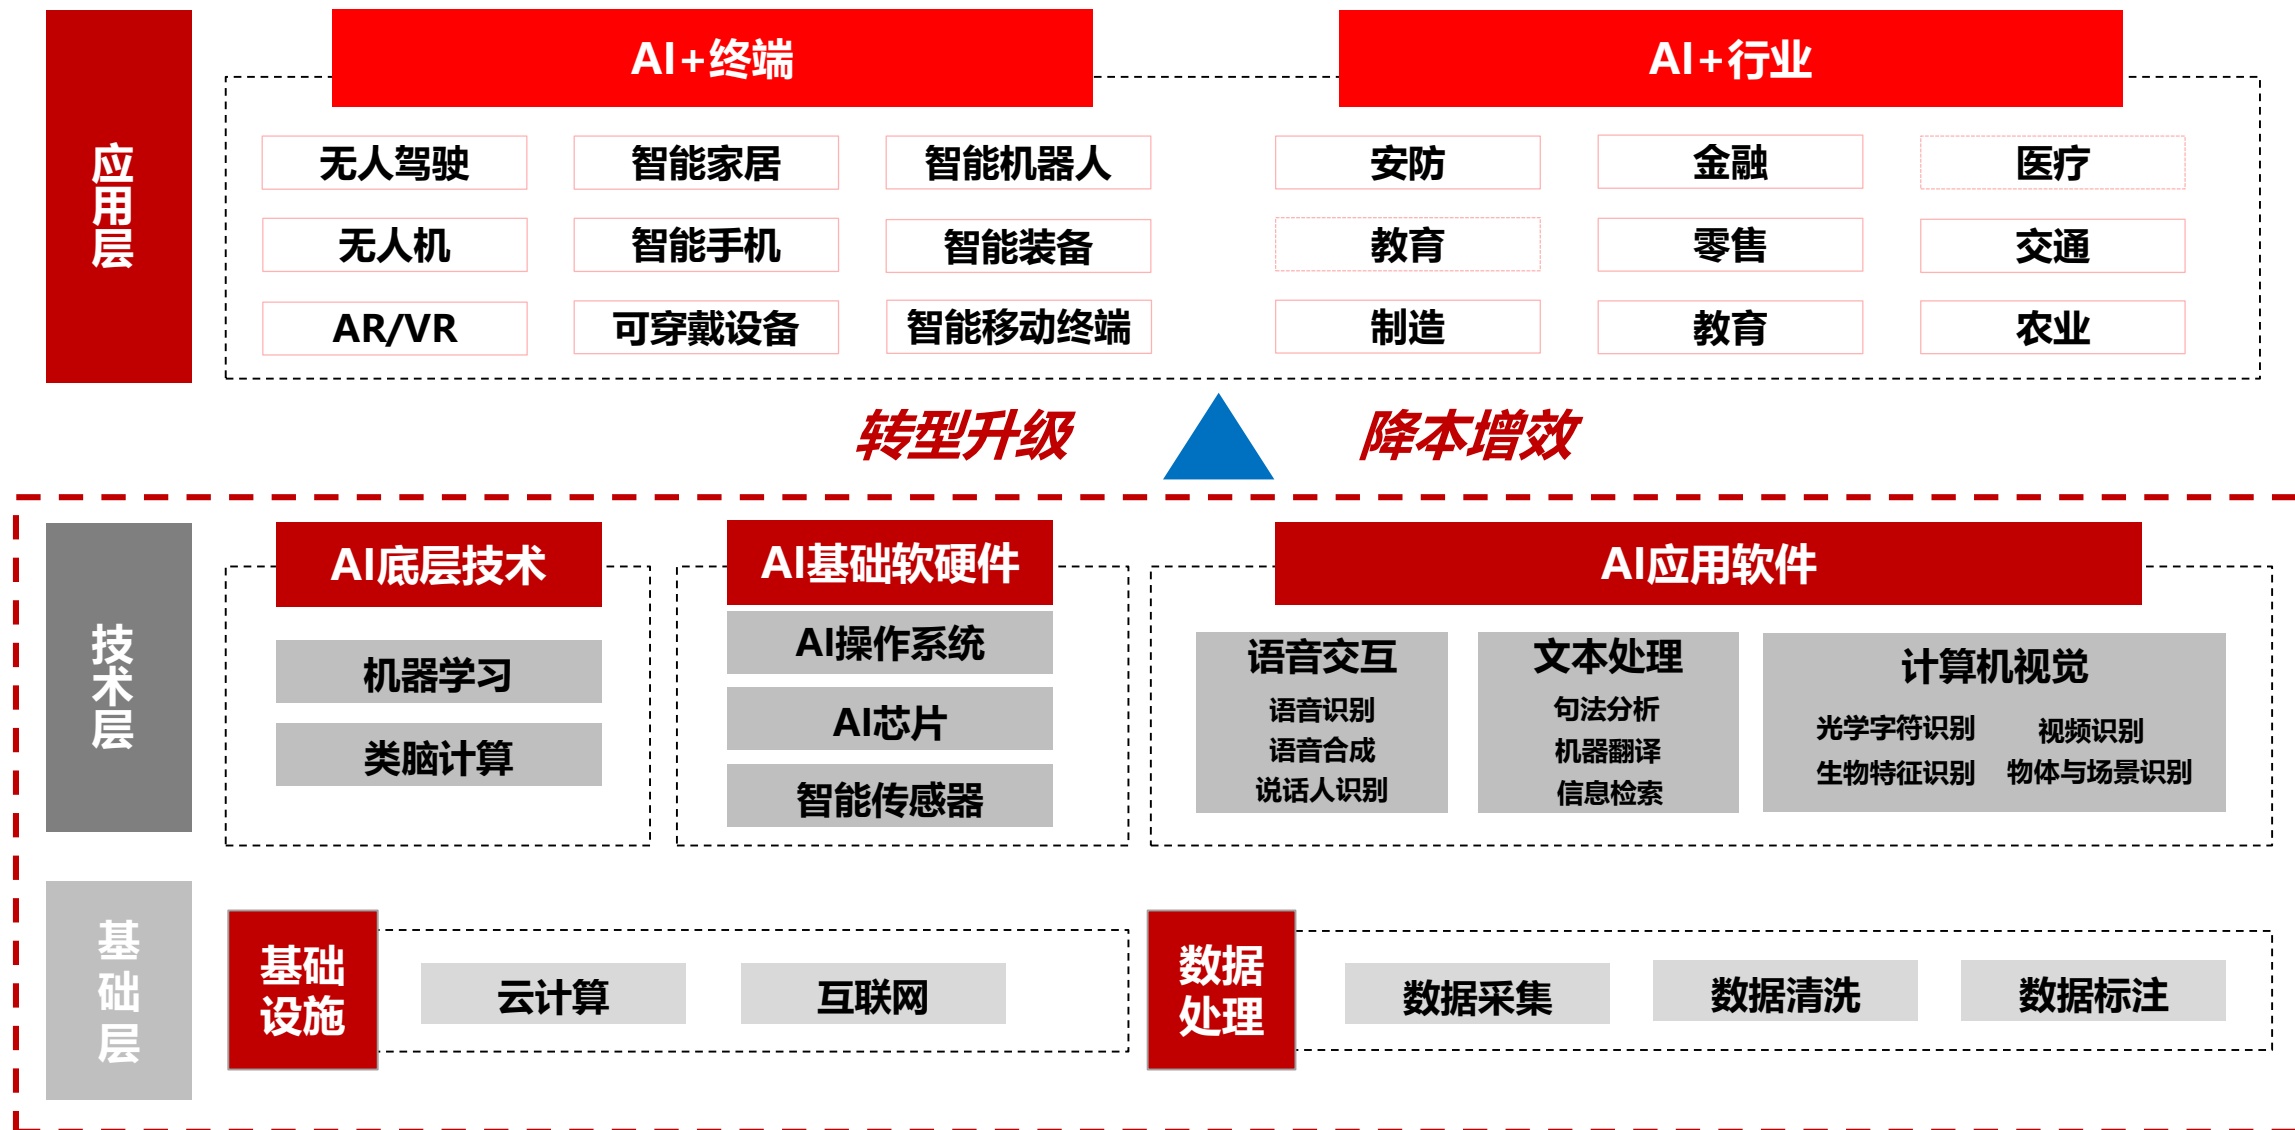 应用层
AI+终端
AI+行业
无人驾驶
智能家居
智能机器人
安防
金融
医疗
无人机
智能手机
智能装备
教育
零售
交通
AR/VR
可穿戴设备
智能移动终端
制造
教育
农业
转型升级
降本增效
技术层
AI底层技术
机器学习
类脑计算
AI基础软硬件
AI操作系统
AI芯片
智能传感器
AI应用软件
语音交互
语音识别
语音合成
说话人识别
文本处理
句法分析
机器翻译
信息检索
计算机视觉
光学字符识别
视频识别
生物特征识别
物体与场景识别
基础层
基础
设施
云计算
互联网
数据
处理
数据采集
数据清洗
数据标注